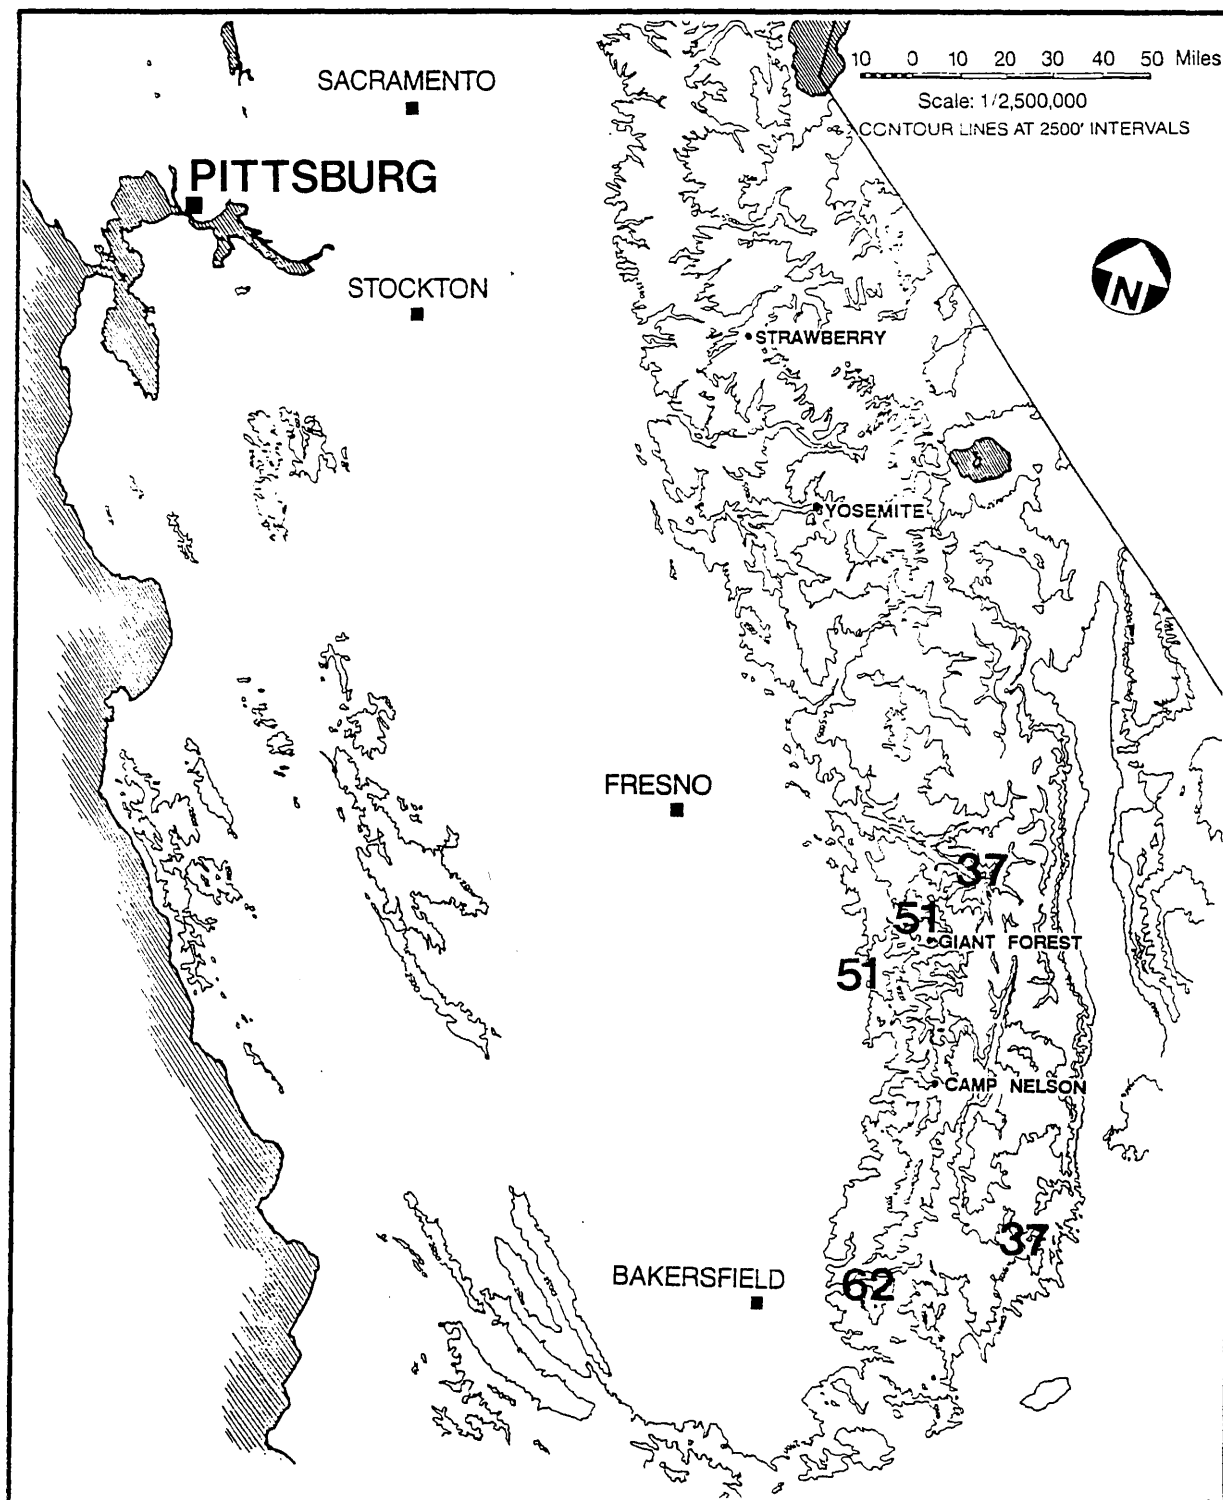 10 0 10 20 30 40 50 Miles
Scale: 1/2,500,000
CONTOUR LINES AT 2500' INTERVALS
SACRAMENTO
PITTSBURG
N
STOCKTON
STRAWBERRY
YOSEMITE
FRESNO
37
51
GIANT FOREST
51
CAMP NELSON
37
BAKERSFIELD
62